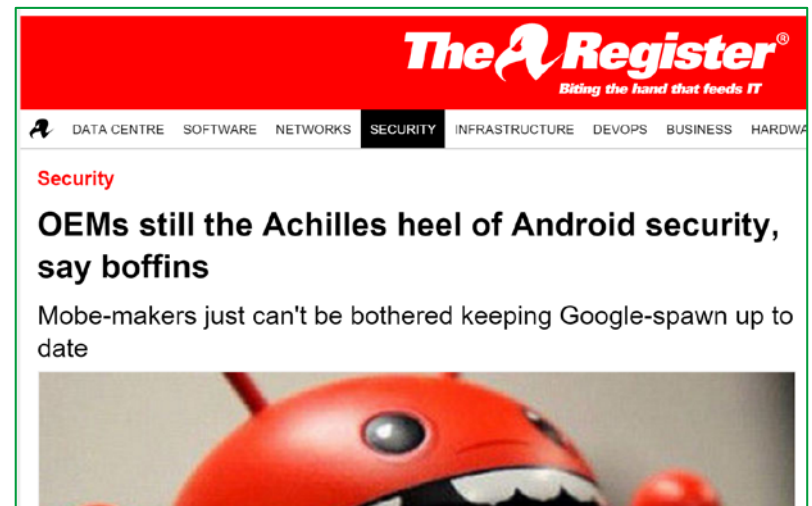 The Register®
Biting the hand that feeds IT
DATA CENTRE SOFTWARE NETWORKS SECURITY INFRASTRUCTURE DEVOPS BUSINESS HARDWA
Security
OEMs still the Achilles heel of Android security,
say boffins
Mobe-makers just can't be bothered keeping Google-spawn up to
date